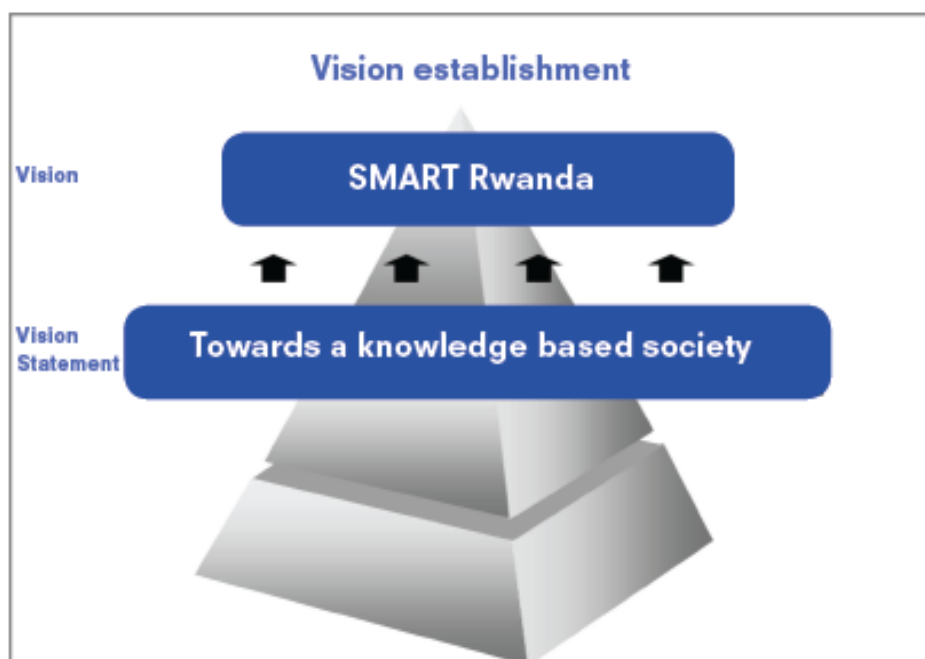 Vision establishment
Vision
SMART Rwanda
Vision
Statement
Towards a knowledge based society